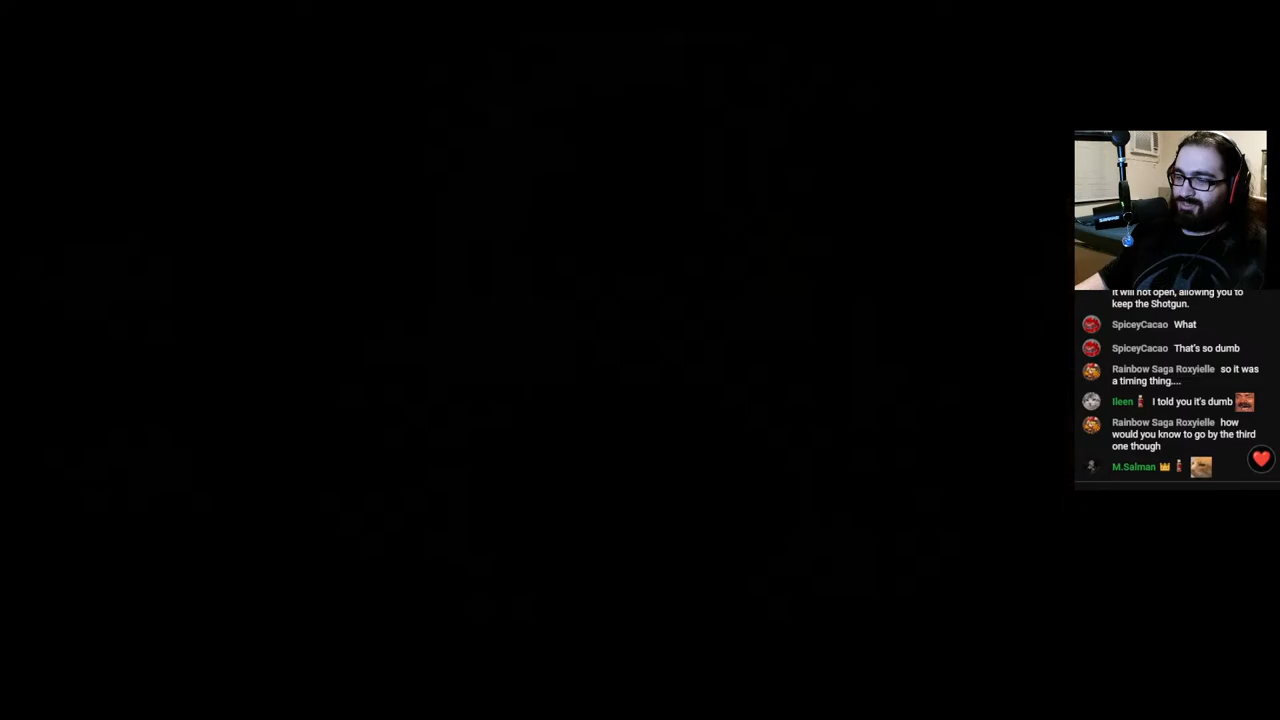 SHURE
it will not open, allowing you to
keep the Shotgun.
SpiceyCacao What
SpiceyCacao That's so dumb
Rainbow Saga Roxyielle so it was
a timing thing....
Ileen I told you it's dumb
Rainbow Saga Roxyielle how
would you know to go by the third
one though
M.Salman